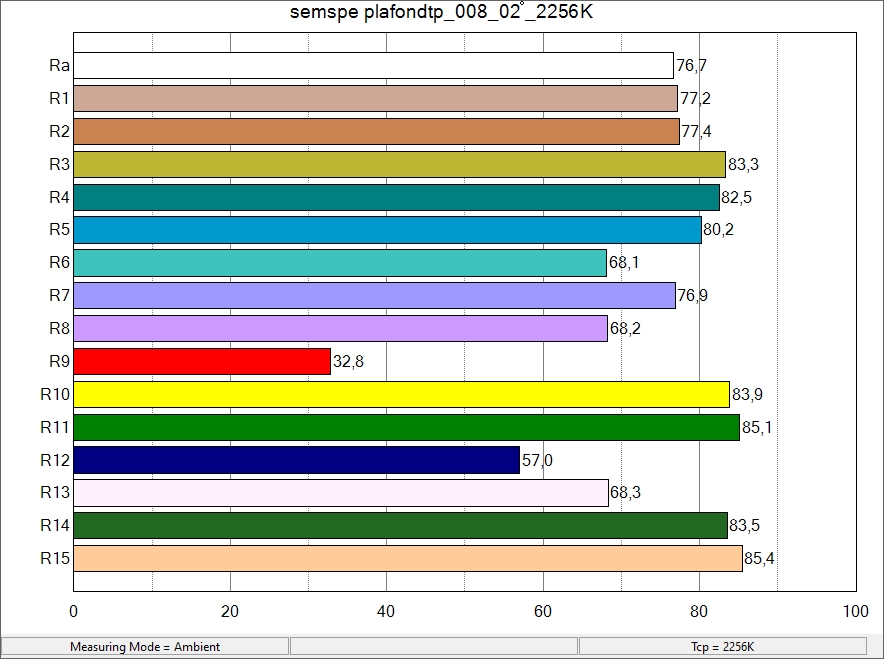 semspe plafondtp_008_02°_2256K
Ra 76,7
R1 77,2
R2 77,4
R3 83,3
R4 82,5
R5 80,2
R6 68,1
R7 76,9
R8 68,2
R9 32,8
R10 83,9
R11 85,1
R12 57,0
R13 68,3
R14 83,5
R15 85,4
0 20 40 60 80 100
Measuring Mode = Ambient Tcp = 2256K